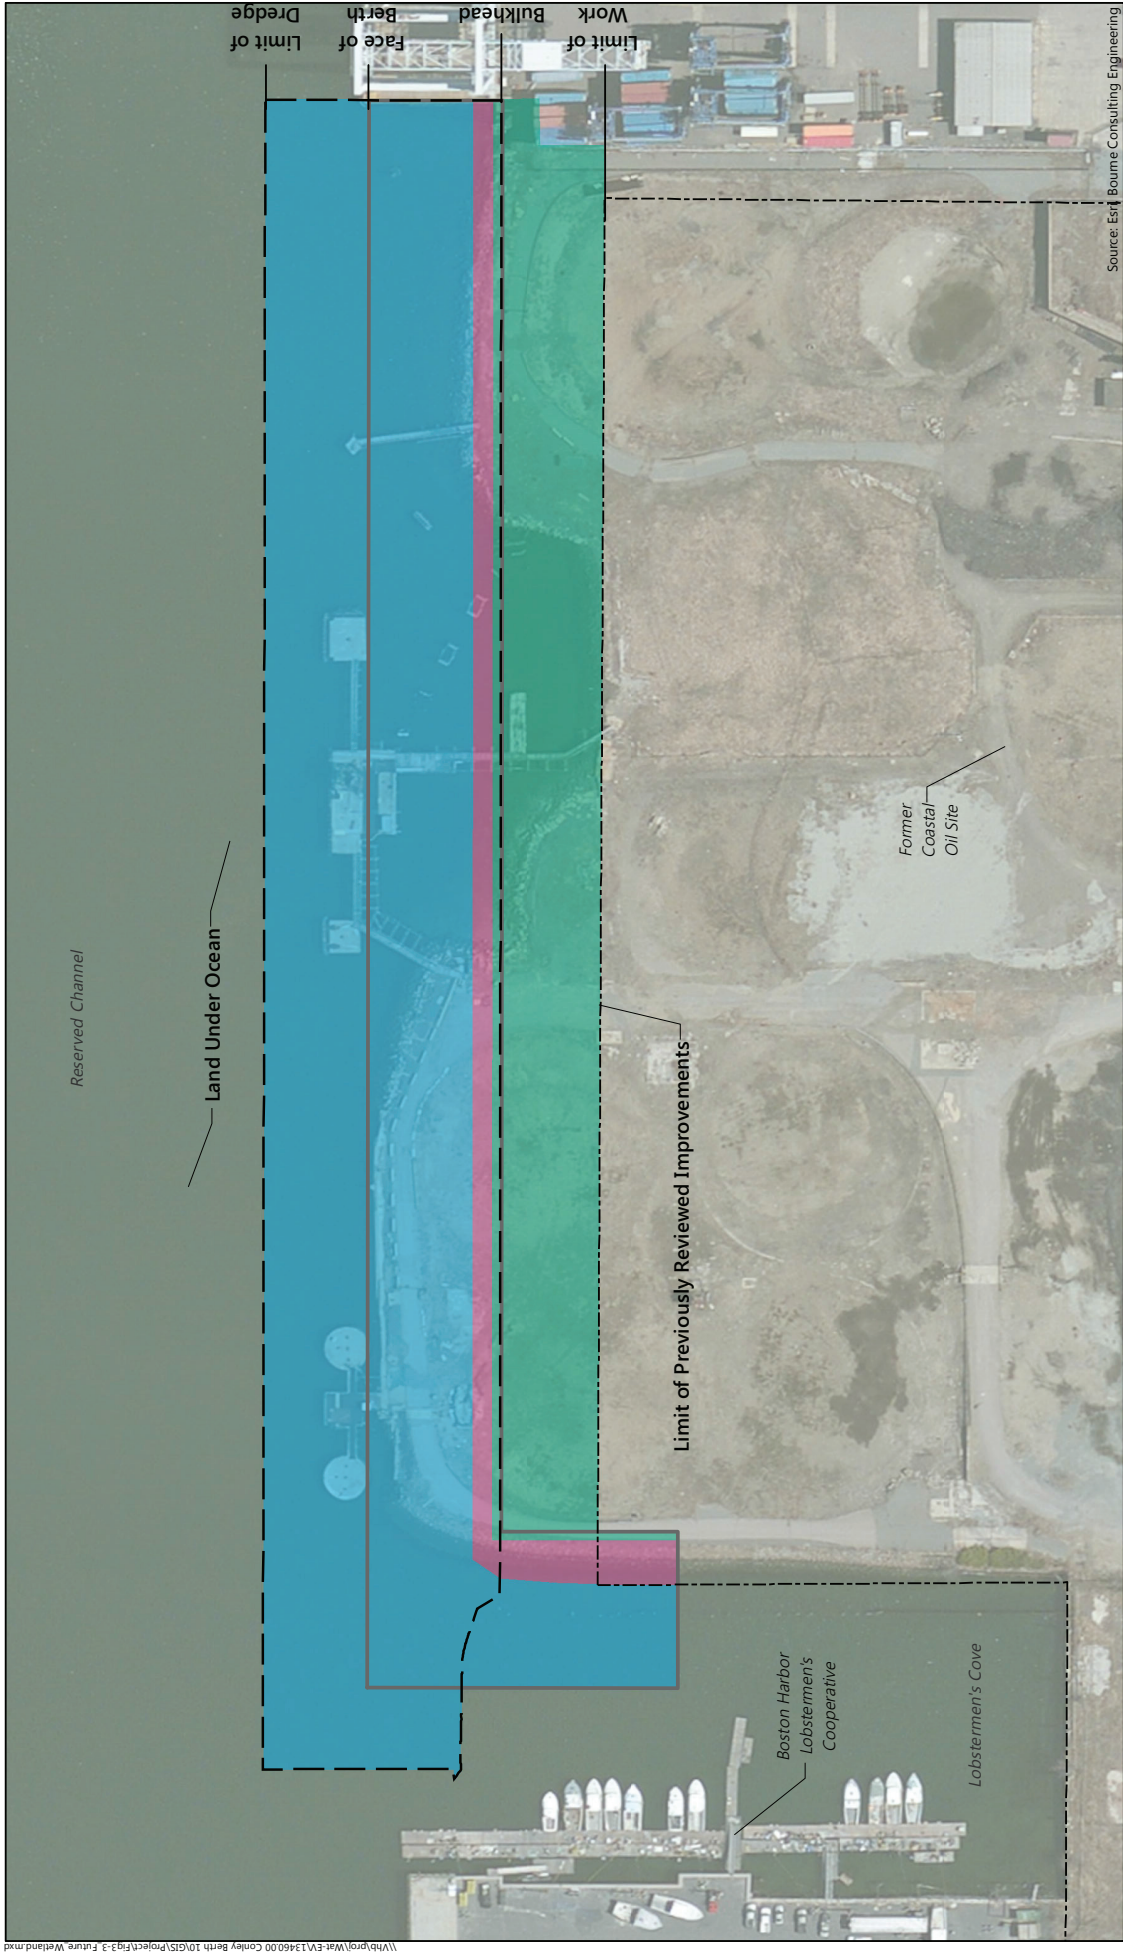 Limit of
Dredge
Face of
Berth
Bulkhead
Limit of
Work
Source: Esri, Bourne Consulting Engineering
Reserved Channel
Land Under Ocean
Former
Coastal
Oil Site
Limit of Previously Reviewed Improvements
Boston Harbor
Lobstermen's
Cooperative
Lobstermen's Cove
\\Vhb\proj\Wat-EV\13460.00 Conley Berth 10\GIS\Project\Fig3-3_Future_Wetland.mxd